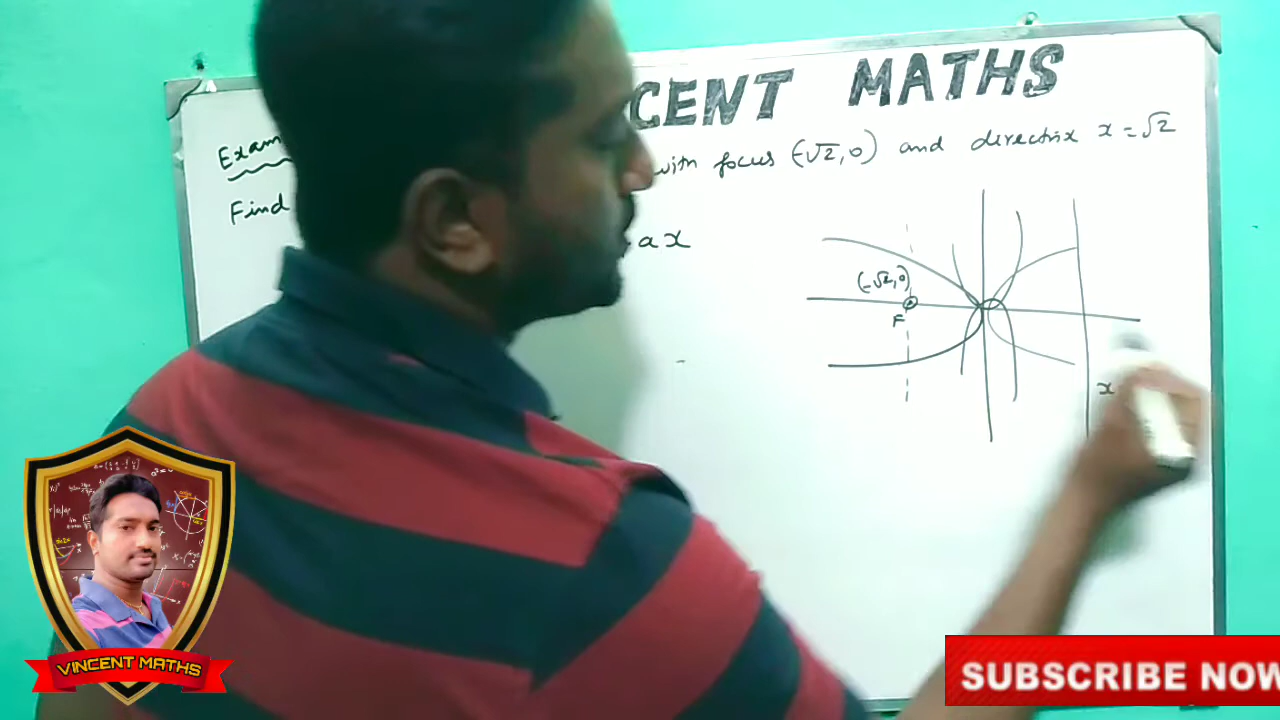 CENT MATHS
Exam
with focus (-√2, 0) and directrix x = √2
Find
ax
(-√2, 0)
F
x
VINCENT MATHS
SUBSCRIBE NOW